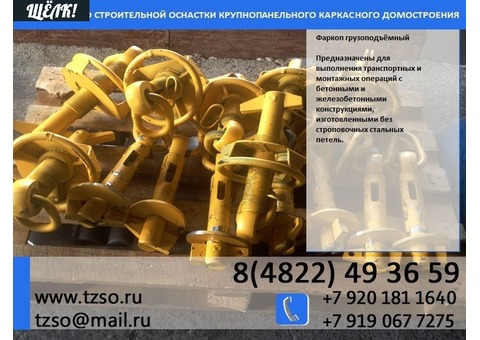 ЩЁЛК!
О СТРОИТЕЛЬНОЙ ОСНАСТКИ КРУПНОПАНЕЛЬНОГО КАРКАСНОГО ДОМОСТРОЕНИЯ
Фаркоп грузоподъёмный
Предназначены для
выполнения транспортных и
монтажных операций с
бетонными и
железобетонными
конструкциями,
изготовленными без
строповочных стальных
петель.
8(4822) 49 36 59
www.tzso.ru
+7 920 181 1640
tzso@mail.ru
+7 919 067 7275